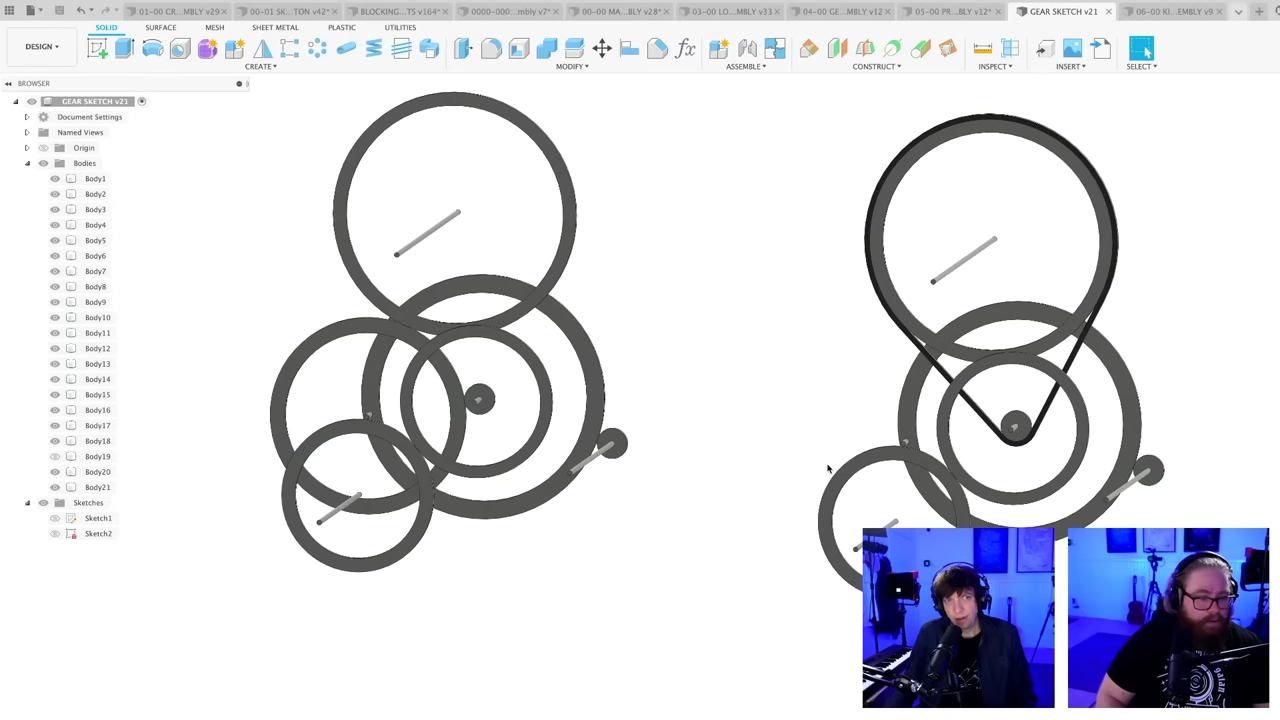 01-00 CR...MBLY v29
00-01 SK...TON v42*
BLOCKING...TS v164*
0000-000...mbly v7*
00-00 MA...BLY v28*
03-00 LO...MBLY v33
04-00 GE...MBLY v12
05-00 PR...BLY v12*
GEAR SKETCH v21
06-00 KI...EMBLY v9
SOLID
SURFACE
MESH
SHEET METAL
PLASTIC
UTILITIES
DESIGN
CREATE
MODIFY
ASSEMBLE
CONSTRUCT
INSPECT
INSERT
SELECT
BROWSER
GEAR SKETCH v21
Document Settings
Named Views
Origin
Bodies
Body1
Body2
Body3
Body4
Body5
Body6
Body7
Body8
Body9
Body10
Body11
Body12
Body13
Body14
Body15
Body16
Body17
Body18
Body19
Body20
Body21
Sketches
Sketch1
Sketch2